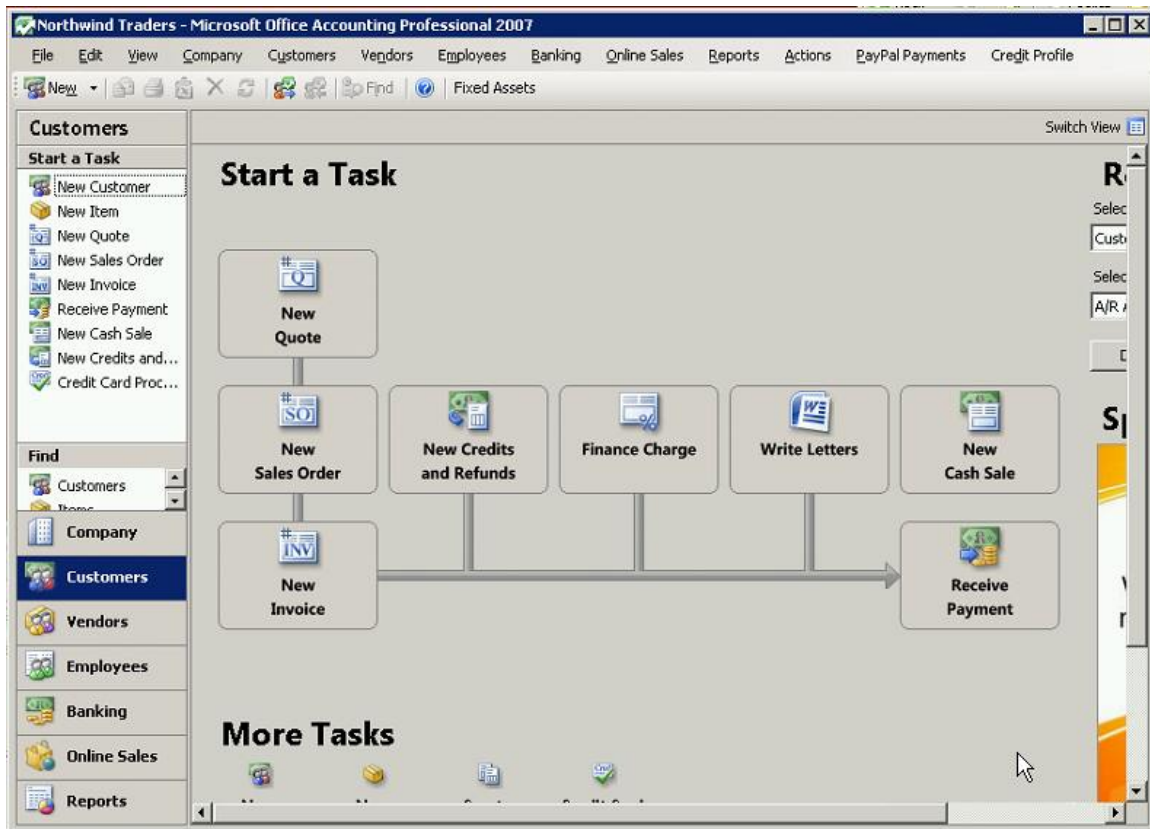 Northwind Traders - Microsoft Office Accounting Professional 2007
File Edit View Company Customers Vendors Employees Banking Online Sales Reports Actions PayPal Payments Credit Profile
New Find Fixed Assets
Customers
Switch View
Start a Task
New Customer
New Item
New Quote
New Sales Order
New Invoice
Receive Payment
New Cash Sale
New Credits and...
Credit Card Proc...
Find
Customers
Company
Customers
Vendors
Employees
Banking
Online Sales
Reports
Start a Task
# Q
New
Quote
# SO
New
Sales Order
New Credits
and Refunds
Finance Charge
W
Write Letters
New
Cash Sale
# INV
New
Invoice
Receive
Payment
More Tasks
Selec
Selec
A/R